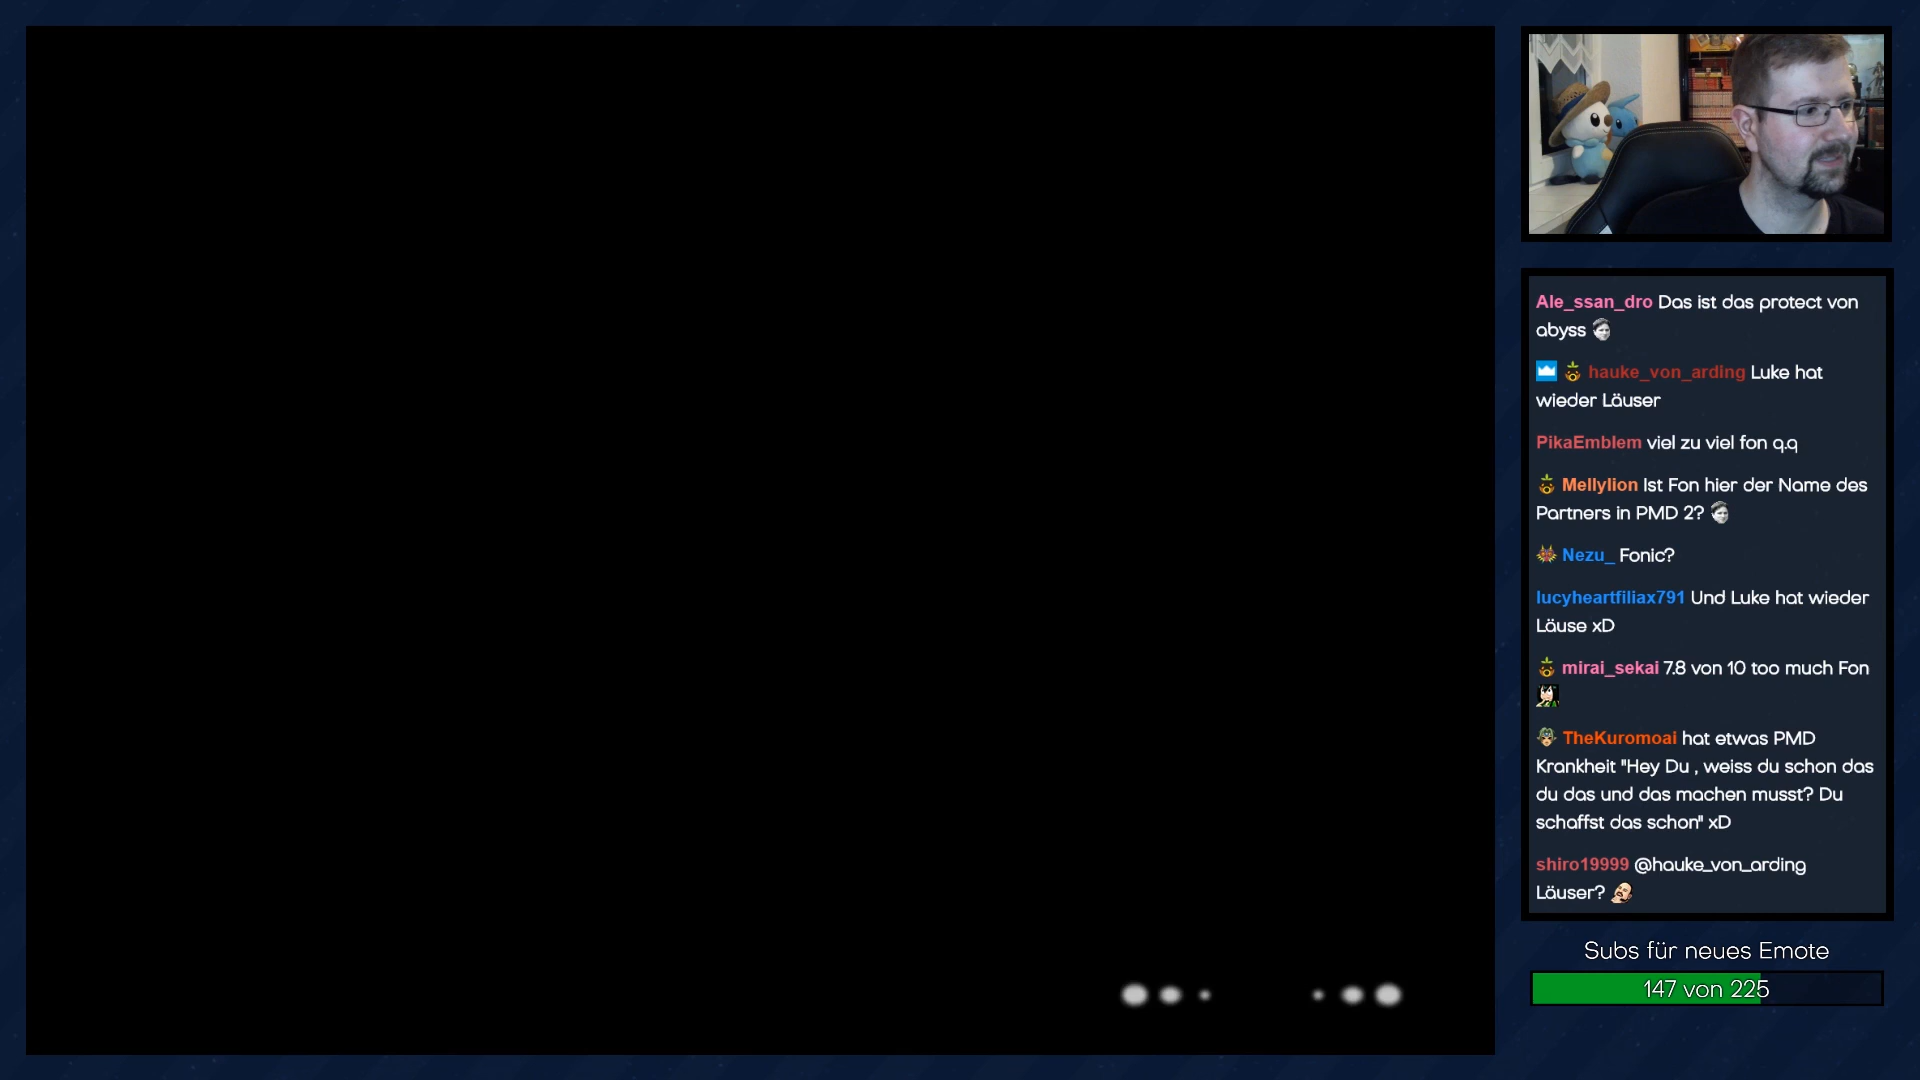 Ale_ssan_dro Das ist das protect von
abyss
hauke_von_arding Luke hat
wieder Läuser
PikaEmblem viel zu viel fon q.q
Mellylion Ist Fon hier der Name des
Partners in PMD 2?
Nezu_ Fonic?
lucyheartfiliax791 Und Luke hat wieder
Läuse xD
mirai_sekai 7.8 von 10 too much Fon
TheKuromoai hat etwas PMD
Krankheit "Hey Du , weiss du schon das
du das und das machen musst? Du
schaffst das schon" xD
shiro19999 @hauke_von_arding
Läuser?
Subs für neues Emote
147 von 225